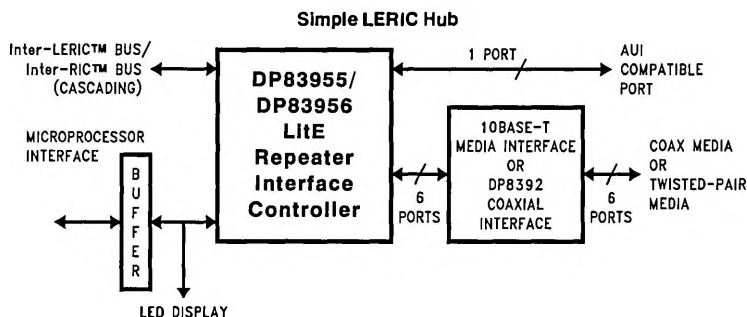 Simple LERIC Hub
Inter-LERIC™ BUS/
Inter-RIC™ BUS
(CASCADING)
DP83955/
DP83956
LitE
Repeater
Interface
Controller
1 PORT
AUI
COMPATIBLE
PORT
MICROPROCESSOR
INTERFACE
BUFFER
6
PORTS
10BASE-T
MEDIA INTERFACE
OR
DP8392
COAXIAL
INTERFACE
6
PORTS
COAX MEDIA
OR
TWISTED-PAIR
MEDIA
LED DISPLAY